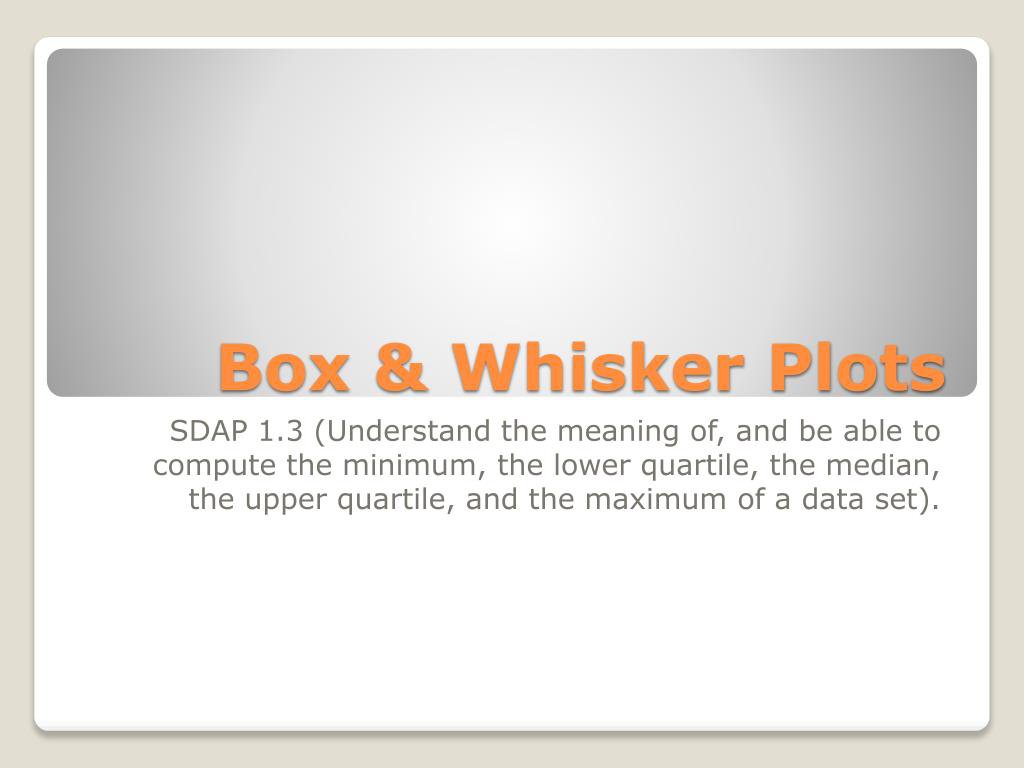 Box & Whisker Plots
SDAP 1.3 (Understand the meaning of, and be able to
compute the minimum, the lower quartile, the median,
the upper quartile, and the maximum of a data set).